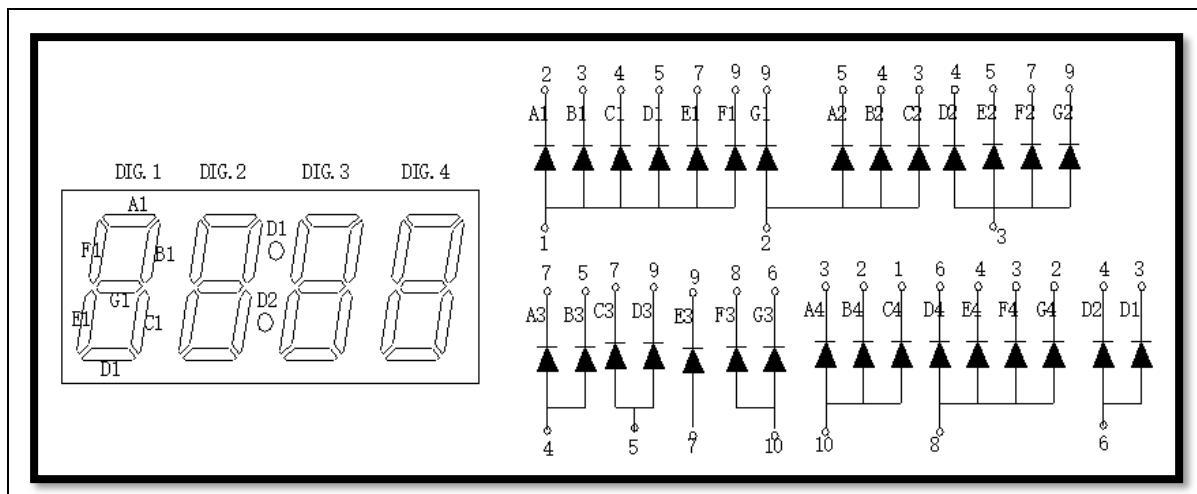 DIG.1 DIG.2 DIG.3 DIG.4
A1
F1 B1 D1
G1 D2
E1 C1
D1
2 3 4 5 7 9 9 5 4 3 4 5 7 9
A1 B1 C1 D1 E1 F1 G1 A2 B2 C2 D2 E2 F2 G2
1 2 3
7 5 7 9 9 8 6 3 2 1 6 4 3 2 4 3
A3 B3 C3 D3 E3 F3 G3 A4 B4 C4 D4 E4 F4 G4 D2 D1
4 5 7 10 10 8 6